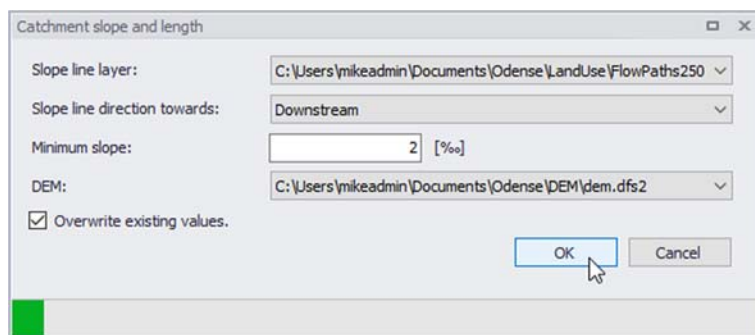 Catchment slope and length
Slope line layer: C:\Users\mikeadmin\Documents\Odense\LandUse\FlowPaths250
Slope line direction towards: Downstream
Minimum slope: 2 [‰]
DEM: C:\Users\mikeadmin\Documents\Odense\DEM\dem.dfs2
Overwrite existing values.
OK Cancel